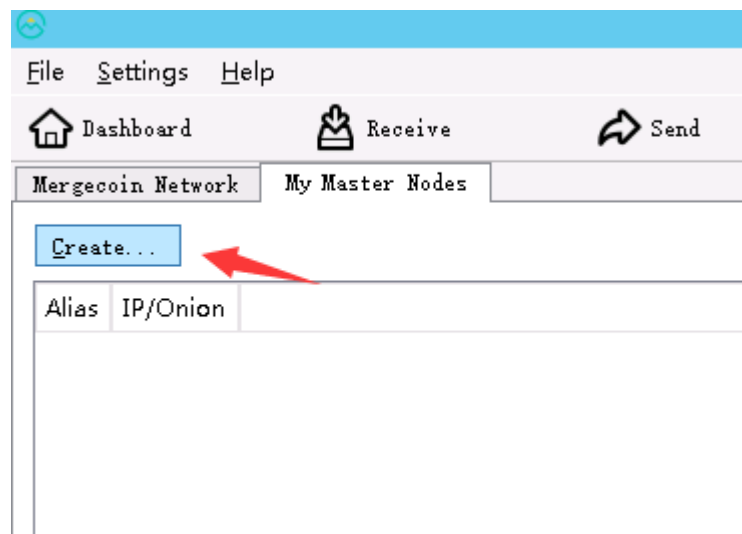 File Settings Help
Dashboard Receive Send
Mergecoin Network My Master Nodes
Create...
Alias IP/Onion